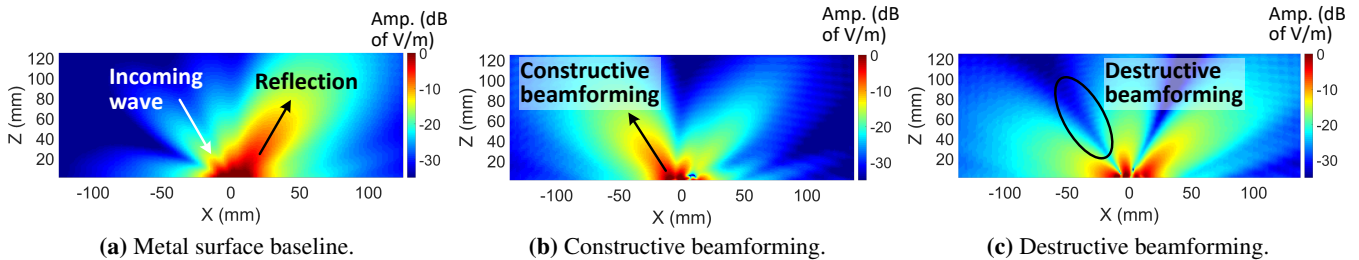 Amp. (dB
of V/m)
0
-10
-20
-30
120
100
80
60
40
20
Z (mm)
Incoming
wave
Reflection
-100
-50
0
50
100
X (mm)
(a) Metal surface baseline.
Amp. (dB
of V/m)
0
-10
-20
-30
120
100
80
60
40
20
Z (mm)
Constructive
beamforming
-100
-50
0
50
100
X (mm)
(b) Constructive beamforming.
Amp. (dB
of V/m)
0
-10
-20
-30
120
100
80
60
40
20
Z (mm)
Destructive
beamforming
-100
-50
0
50
100
X (mm)
(c) Destructive beamforming.